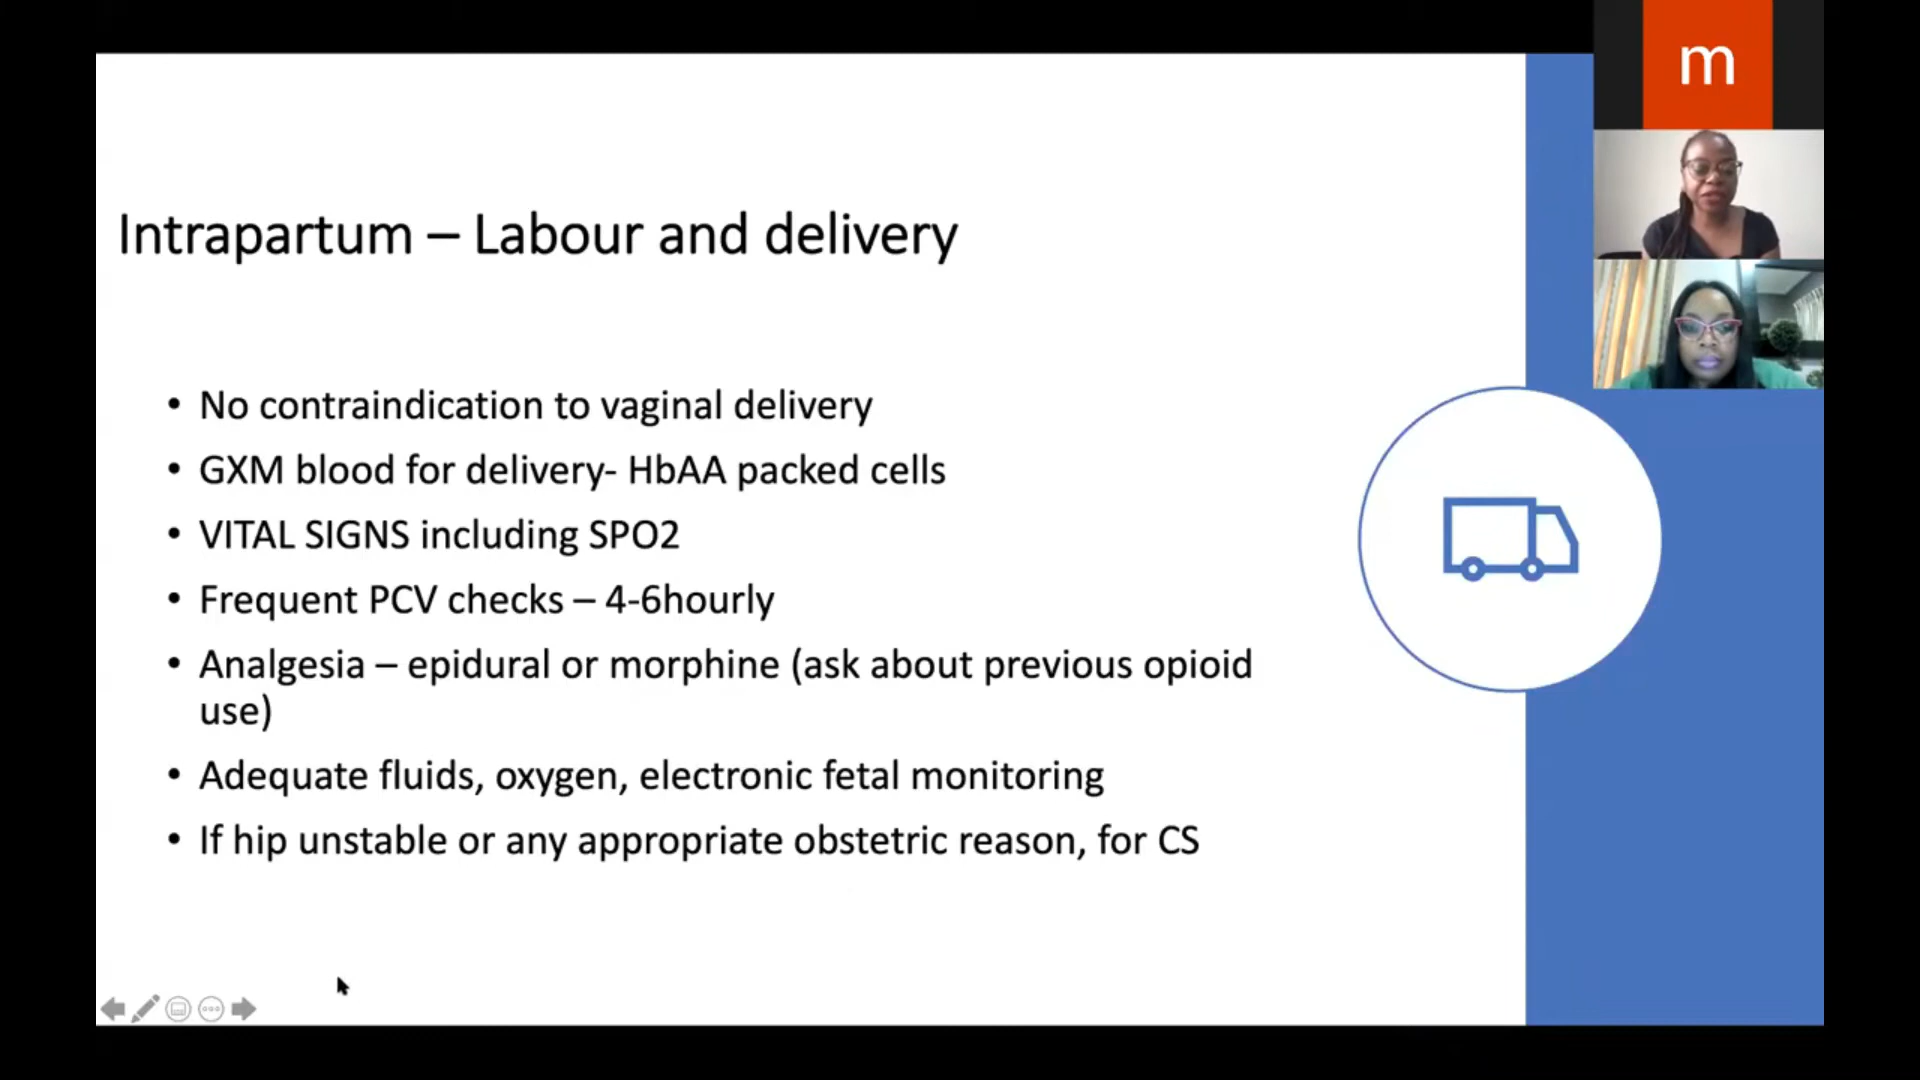 m
Intrapartum – Labour and delivery
• No contraindication to vaginal delivery
• GXM blood for delivery- HbAA packed cells
• VITAL SIGNS including SPO2
• Frequent PCV checks – 4-6hourly
• Analgesia – epidural or morphine (ask about previous opioid
use)
• Adequate fluids, oxygen, electronic fetal monitoring
• If hip unstable or any appropriate obstetric reason, for CS